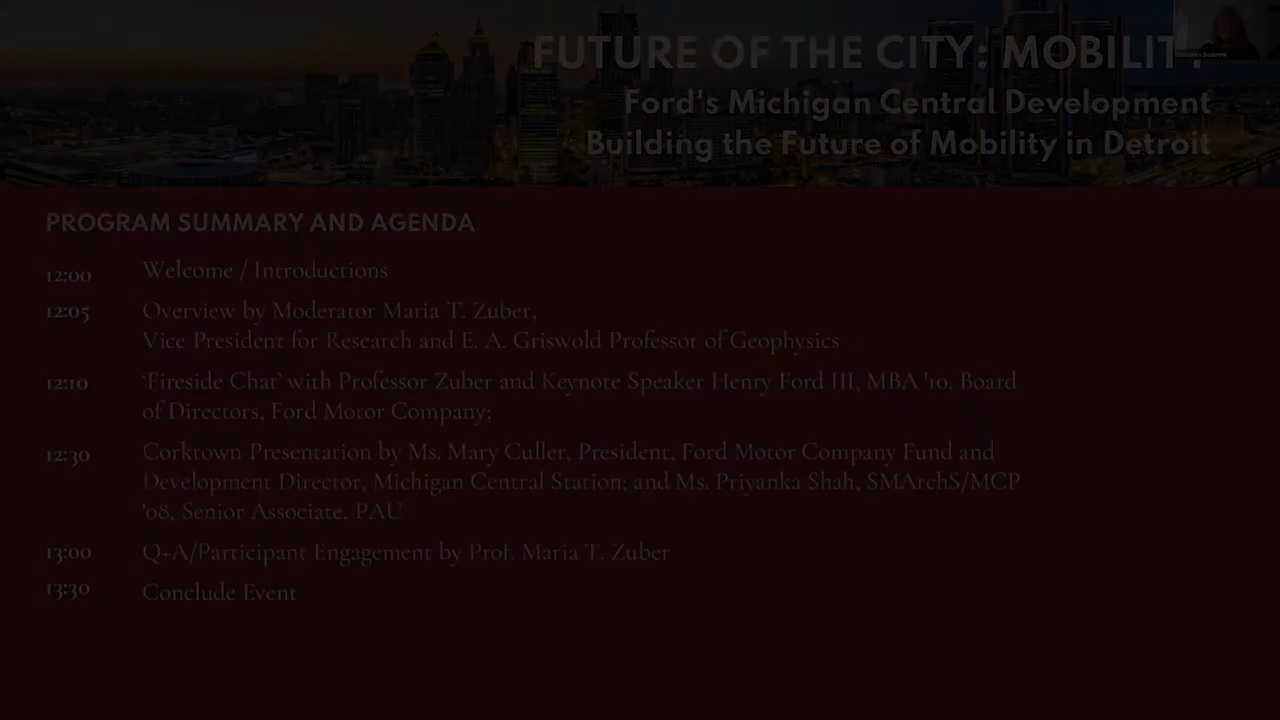 FUTURE OF THE CITY: MOBILIT
Ford's Michigan Central Development
Building the Future of Mobility in Detroit
PROGRAM SUMMARY AND AGENDA
12:00 Welcome / Introductions
12:05 Overview by Moderator Maria T. Zuber,
Vice President for Research and E. A. Griswold Professor of Geophysics
12:10 'Fireside Chat' with Professor Zuber and Keynote Speaker Henry Ford III, MBA '10, Board
of Directors, Ford Motor Company;
12:30 Corktown Presentation by Ms. Mary Culler, President, Ford Motor Company Fund and
Development Director, Michigan Central Station; and Ms. Priyanka Shah, SMArchS/MCP
'08, Senior Associate, PAU
13:00 Q+A/Participant Engagement by Prof. Maria T. Zuber
13:30 Conclude Event